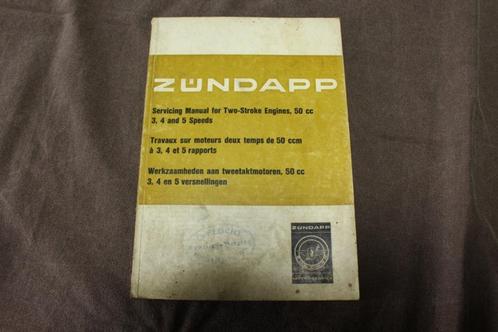 ZÜNDAPP
Servicing Manual for Two-Stroke Engines, 50 cc
3, 4 and 5 Speeds
Travaux sur moteurs deux temps de 50 ccm
à 3, 4 et 5 rapports
Werkzaamheden aan tweetaktmotoren, 50 cc
3, 4 en 5 versnellingen
ZÜNDAPP